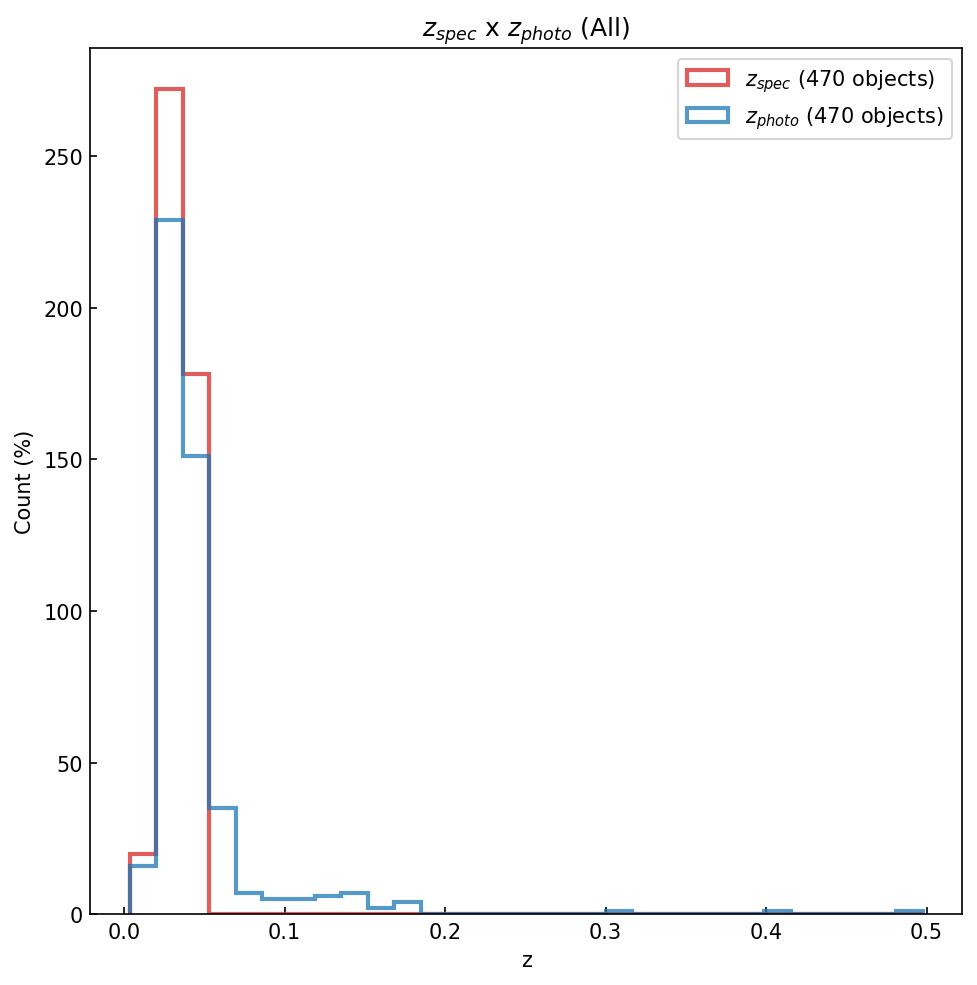 z_spec x z_photo (All)
z_spec (470 objects)
z_photo (470 objects)
Count (%)
250
200
150
100
50
0
0.0 0.1 0.2 0.3 0.4 0.5
z